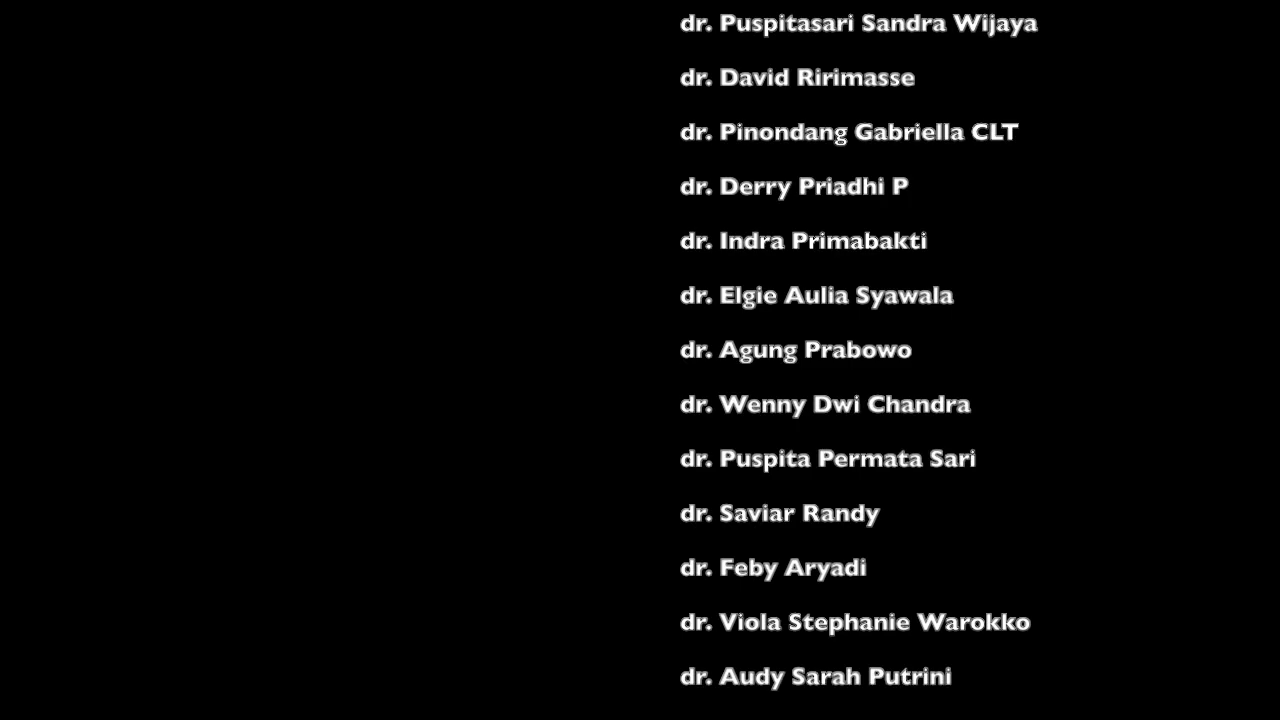 dr. Puspitasari Sandra Wijaya
dr. David Ririmasse
dr. Pinondang Gabriella CLT
dr. Derry Priadhi P
dr. Indra Primabakti
dr. Elgie Aulia Syawala
dr. Agung Prabowo
dr. Wenny Dwi Chandra
dr. Puspita Permata Sari
dr. Saviar Randy
dr. Feby Aryadi
dr. Viola Stephanie Warokko
dr. Audy Sarah Putrini